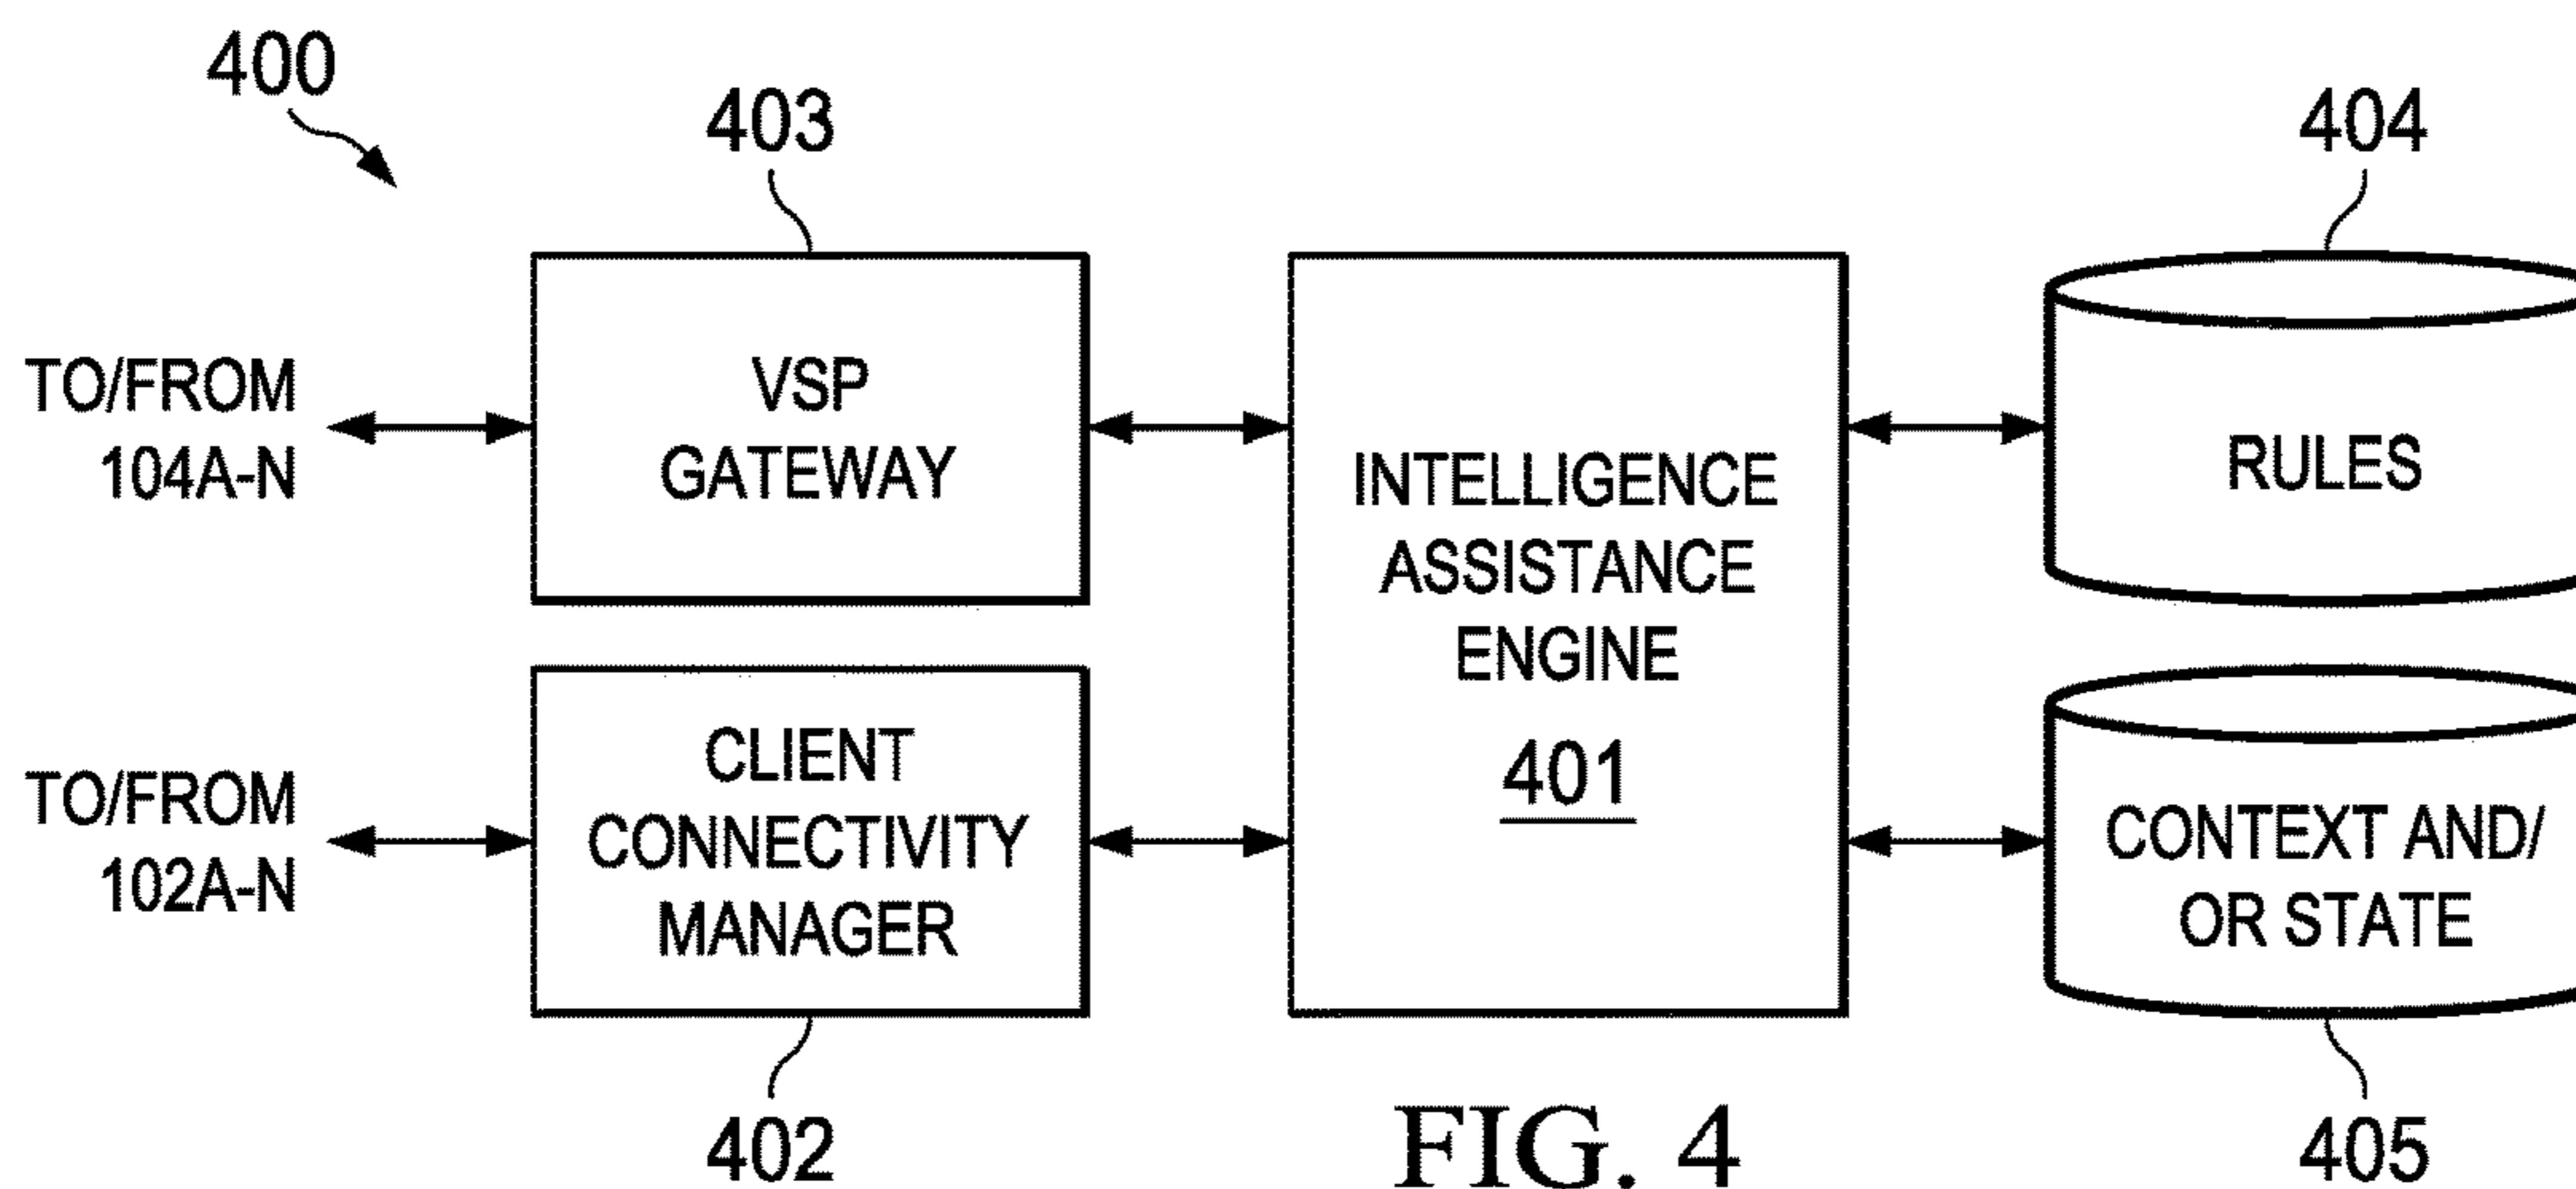 400
403
404
TO/FROM
104A-N
VSP
GATEWAY
INTELLIGENCE
ASSISTANCE
ENGINE
401
RULES
TO/FROM
102A-N
CLIENT
CONNECTIVITY
MANAGER
CONTEXT AND/
OR STATE
402
405
FIG. 4